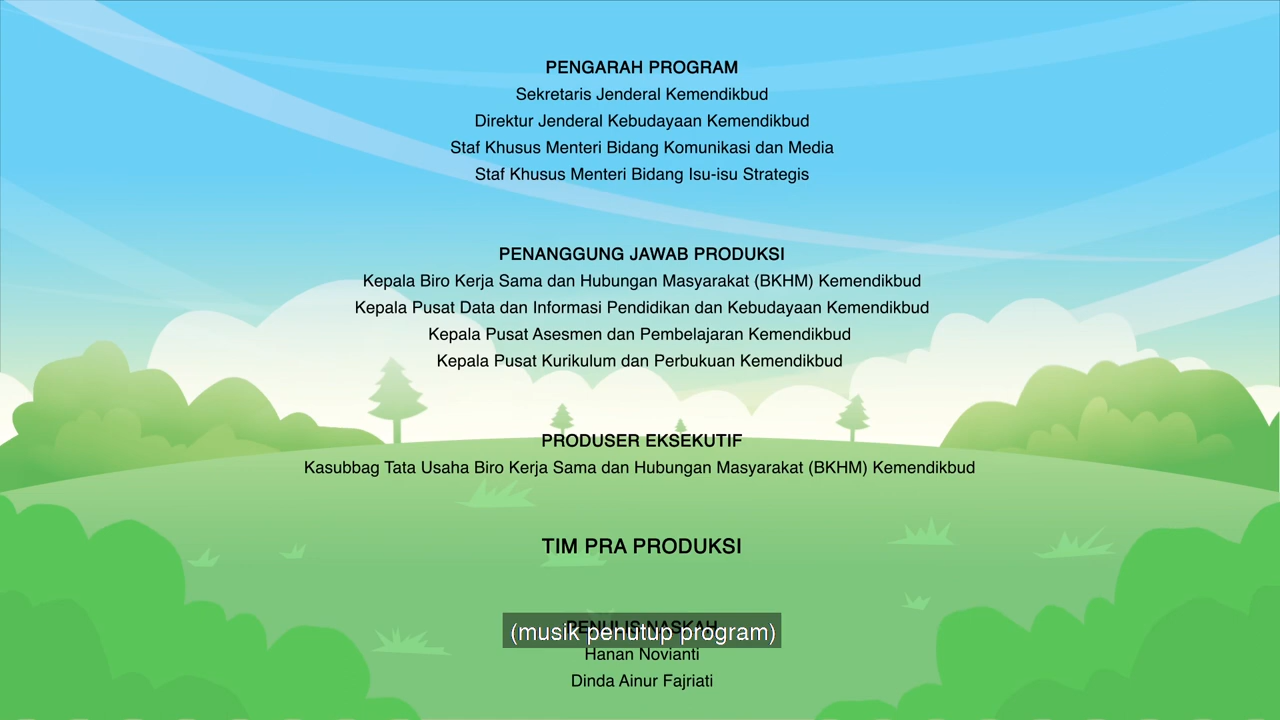 PENGARAH PROGRAM
Sekretaris Jenderal Kemendikbud
Direktur Jenderal Kebudayaan Kemendikbud
Staf Khusus Menteri Bidang Komunikasi dan Media
Staf Khusus Menteri Bidang Isu-isu Strategis
PENANGGUNG JAWAB PRODUKSI
Kepala Biro Kerja Sama dan Hubungan Masyarakat (BKHM) Kemendikbud
Kepala Pusat Data dan Informasi Pendidikan dan Kebudayaan Kemendikbud
Kepala Pusat Asesmen dan Pembelajaran Kemendikbud
Kepala Pusat Kurikulum dan Perbukuan Kemendikbud
PRODUSER EKSEKUTIF
Kasubbag Tata Usaha Biro Kerja Sama dan Hubungan Masyarakat (BKHM) Kemendikbud
TIM PRA PRODUKSI
PENULIS NASKAH
(musik penutup program)
Hanan Novianti
Dinda Ainur Fajriati